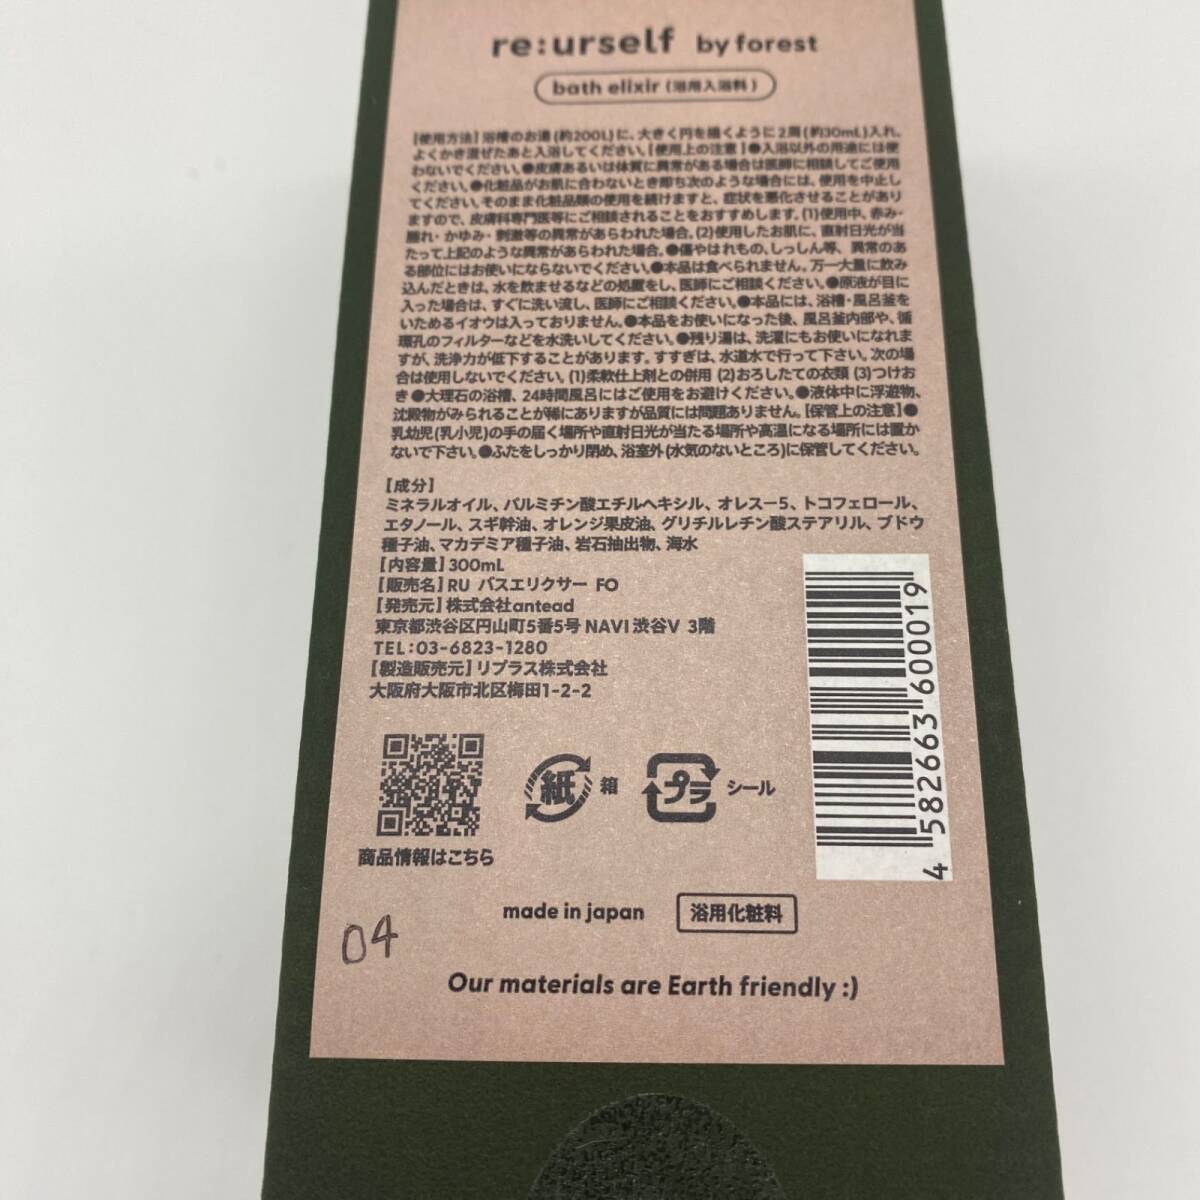 re:urself by forest
bath elixir (浴用入浴料)
【使用方法】浴槽のお湯(約200L)に、大きく円を描くように2周(約30mL)入れ、
よくかき混ぜたあと入浴してください。【使用上の注意】●入浴以外の用途には使
わないでください。●皮膚あるいは体質に異常がある場合は医師に相談してご使用
ください。●化粧品がお肌に合わないとき即ち次のような場合には、使用を中止し
てください。そのまま化粧品類の使用を続けますと、症状を悪化させることがあり
ますので、皮膚科専門医等にご相談されることをおすすめします。(1)使用中、赤み・
腫れ・かゆみ・刺激等の異常があらわれた場合。(2)使用したお肌に、直射日光が当
たって上記のような異常があらわれた場合。●傷やはれもの、しっしん等、異常のあ
る部位にはお使いにならないでください。●本品は食べられません。万一大量に飲み
込んだときは、水を飲ませるなどの処置をし、医師にご相談ください。●原液が目に
入った場合は、すぐに洗い流し、医師にご相談ください。●本品には、浴槽・風呂釜を
いためるイオウは入っておりません。●本品をお使いになった後、風呂釜内部や、循
環孔のフィルターなどを水洗いしてください。●残り湯は、洗濯にもお使いになれま
すが、洗浄力が低下することがあります。すすぎは、水道水で行って下さい。次の場
合は使用しないでください。(1)柔軟仕上剤との併用 (2)おろしたての衣類 (3)つけお
き ●大理石の浴槽、24時間風呂にはご使用をお避けください。●液体中に浮遊物、
沈殿物がみられることが稀にありますが品質には問題ありません。【保管上の注意】●
乳幼児(乳小児)の手の届く場所や直射日光が当たる場所や高温になる場所には置か
ないで下さい。●ふたをしっかり閉め、浴室外(水気のないところ)に保管してください。
【成分】
ミネラルオイル、パルミチン酸エチルヘキシル、オレスー5、トコフェロール、
エタノール、スギ幹油、オレンジ果皮油、グリチルレチン酸ステアリル、ブドウ
種子油、マカデミア種子油、岩石抽出物、海水
【内容量】300mL
【販売名】RU バスエリクサー FO
【発売元】株式会社antead
東京都渋谷区円山町5番5号 NAVI渋谷V 3階
TEL:03-6823-1280
【製造販売元】リプラス株式会社
大阪府大阪市北区梅田1-2-2
4 582663 600019
紙 箱
プラ シール
商品情報はこちら
made in japan 浴用化粧料
04
Our materials are Earth friendly :)